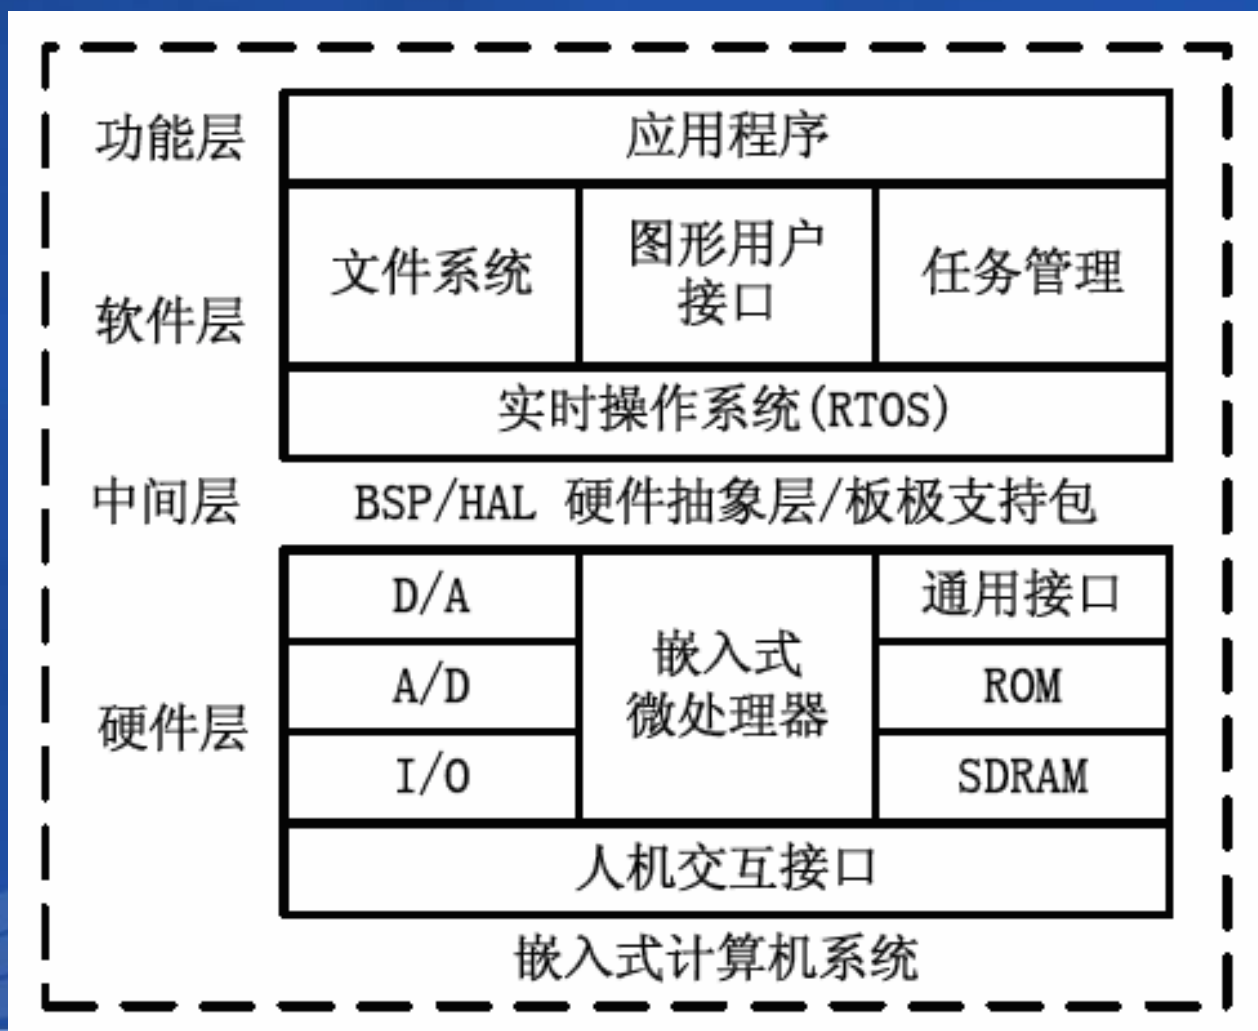 功能层
应用程序
软件层
文件系统
图形用户
接口
任务管理
实时操作系统(RTOS)
中间层
BSP/HAL 硬件抽象层/板极支持包
硬件层
D/A
A/D
I/O
嵌入式
微处理器
通用接口
ROM
SDRAM
人机交互接口
嵌入式计算机系统